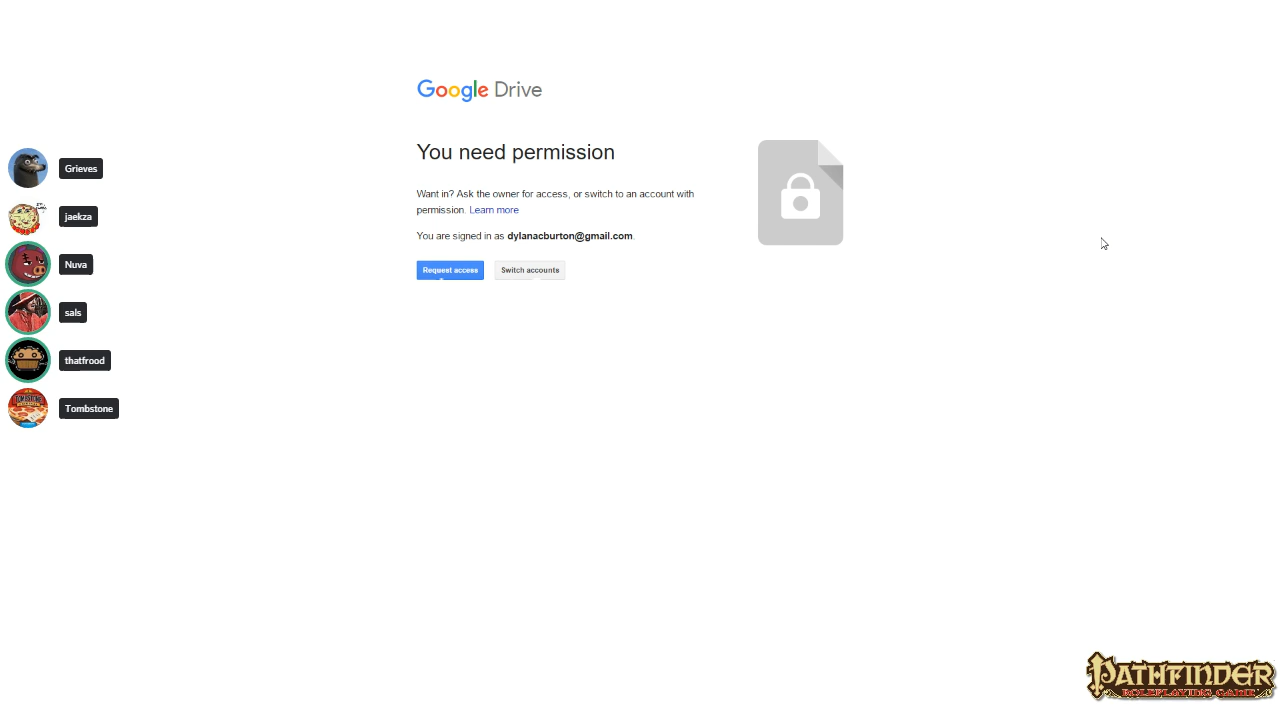 Google Drive
You need permission
Want in? Ask the owner for access, or switch to an account with
permission. Learn more
You are signed in as dylanacburton@gmail.com.
Request access
Switch accounts
Grieves
jaekza
Nuva
sals
thatfrood
Tombstone
PATHFINDER
ROLEPLAYING GAME